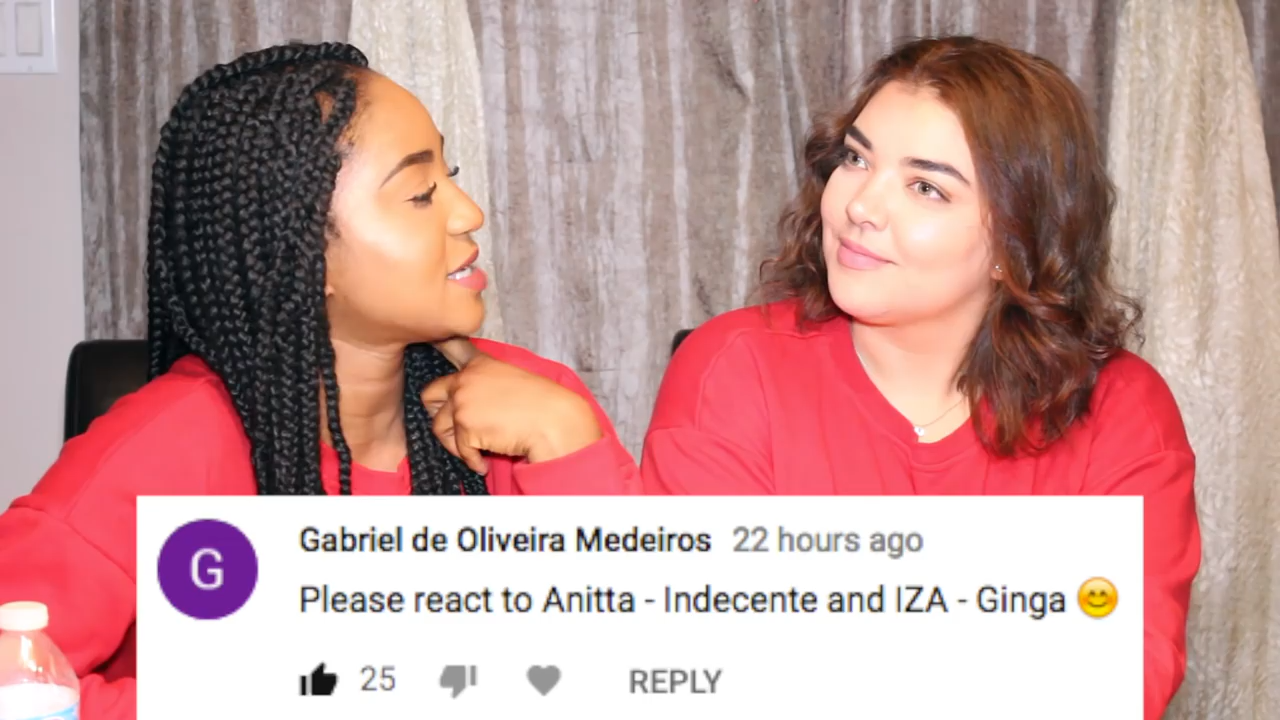 G
Gabriel de Oliveira Medeiros 22 hours ago
Please react to Anitta - Indecente and IZA - Ginga 😊
25
REPLY